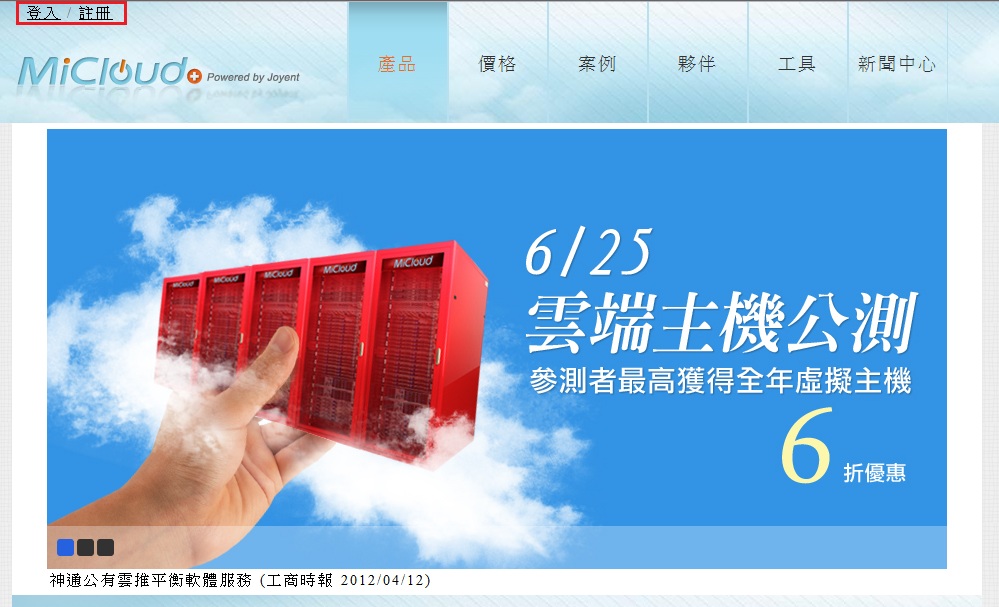 登入 / 註冊
MiCloud
Powered by Joyent
產品 價格 案例 夥伴 工具 新聞中心
MiCloud MiCloud MiCloud MiCloud MiCloud
6/25
雲端主機公測
參測者最高獲得全年虛擬主機
6 折優惠
神通公有雲推平衡軟體服務 (工商時報 2012/04/12)